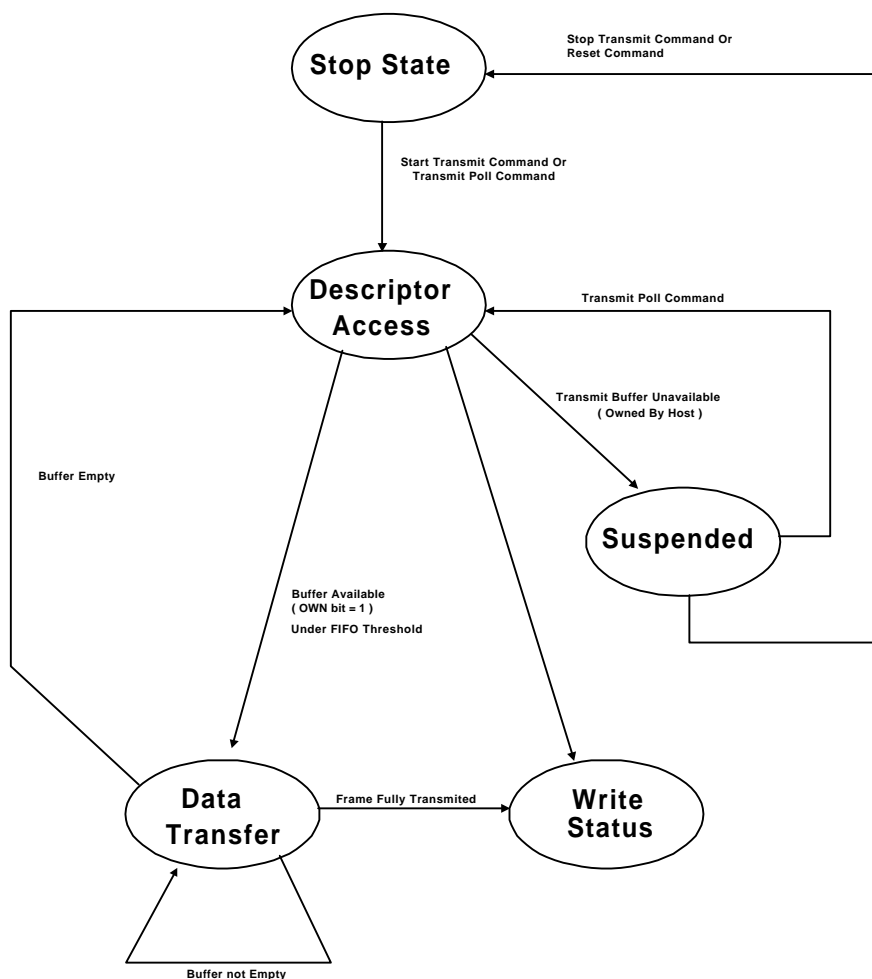 Stop Transmit Command Or
Reset Command
Stop State
Start Transmit Command Or
Transmit Poll Command
Descriptor
Access
Transmit Poll Command
Transmit Buffer Unavailable
( Owned By Host )
Buffer Empty
Suspended
Buffer Available
( OWN bit = 1 )
Under FIFO Threshold
Data
Transfer
Frame Fully Transmited
Write
Status
Buffer not Empty